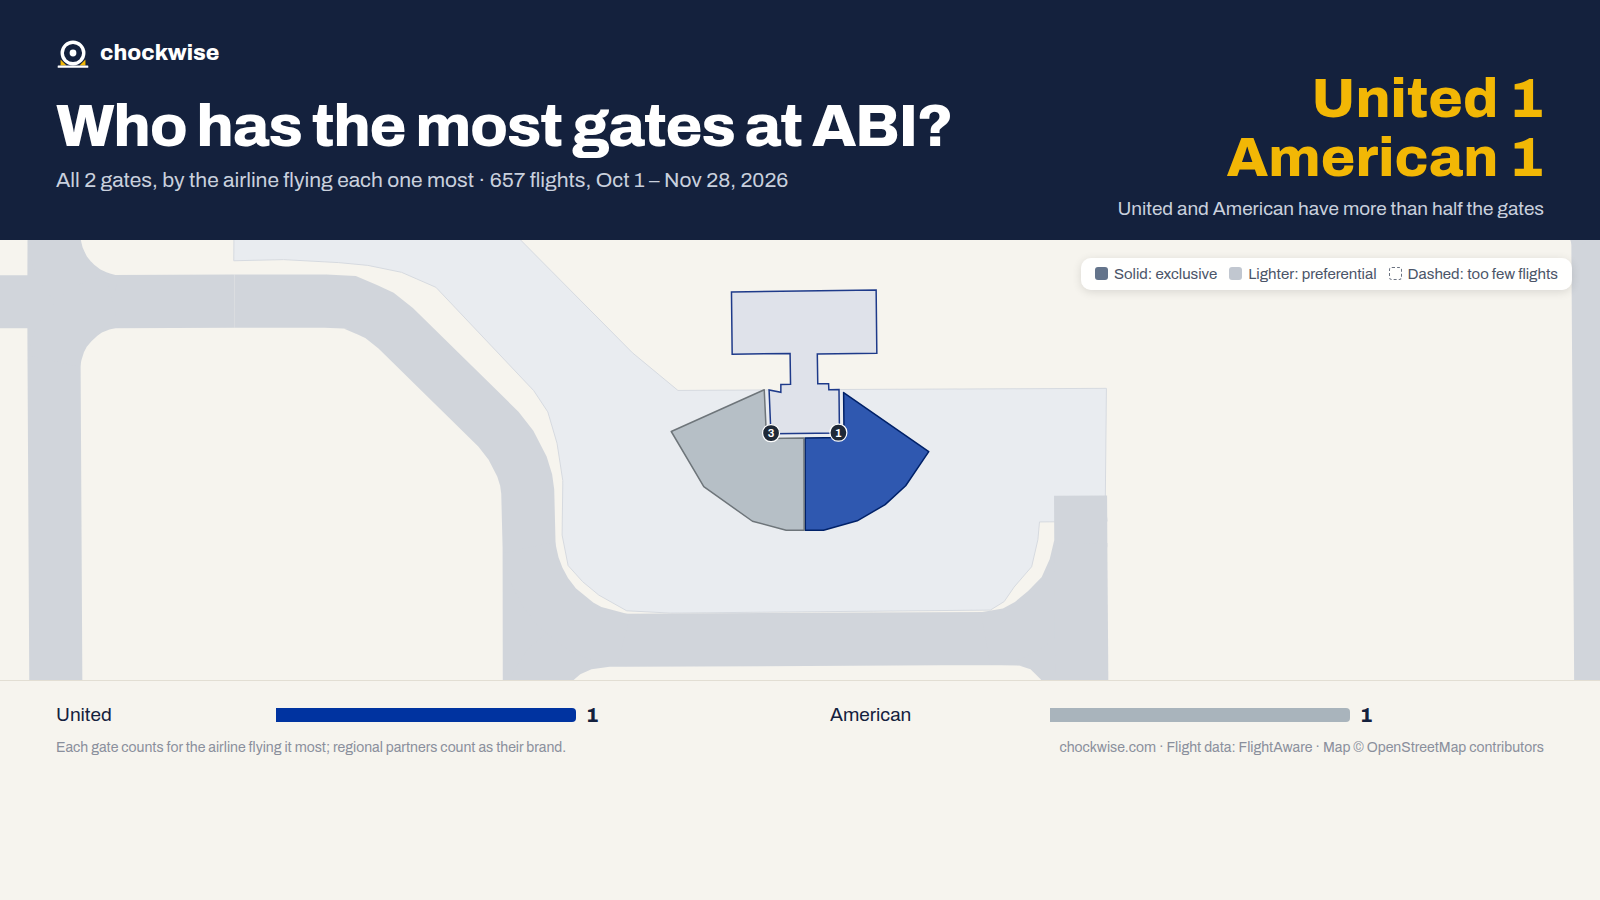 chockwise
Who has the most gates at ABI?
All 2 gates, by the airline flying each one most · 657 flights, Oct 1 – Nov 28, 2026
United 1
American 1
United and American have more than half the gates
Solid: exclusive Lighter: preferential Dashed: too few flights
3 1
United 1 American 1
Each gate counts for the airline flying it most; regional partners count as their brand.
chockwise.com · Flight data: FlightAware · Map © OpenStreetMap contributors